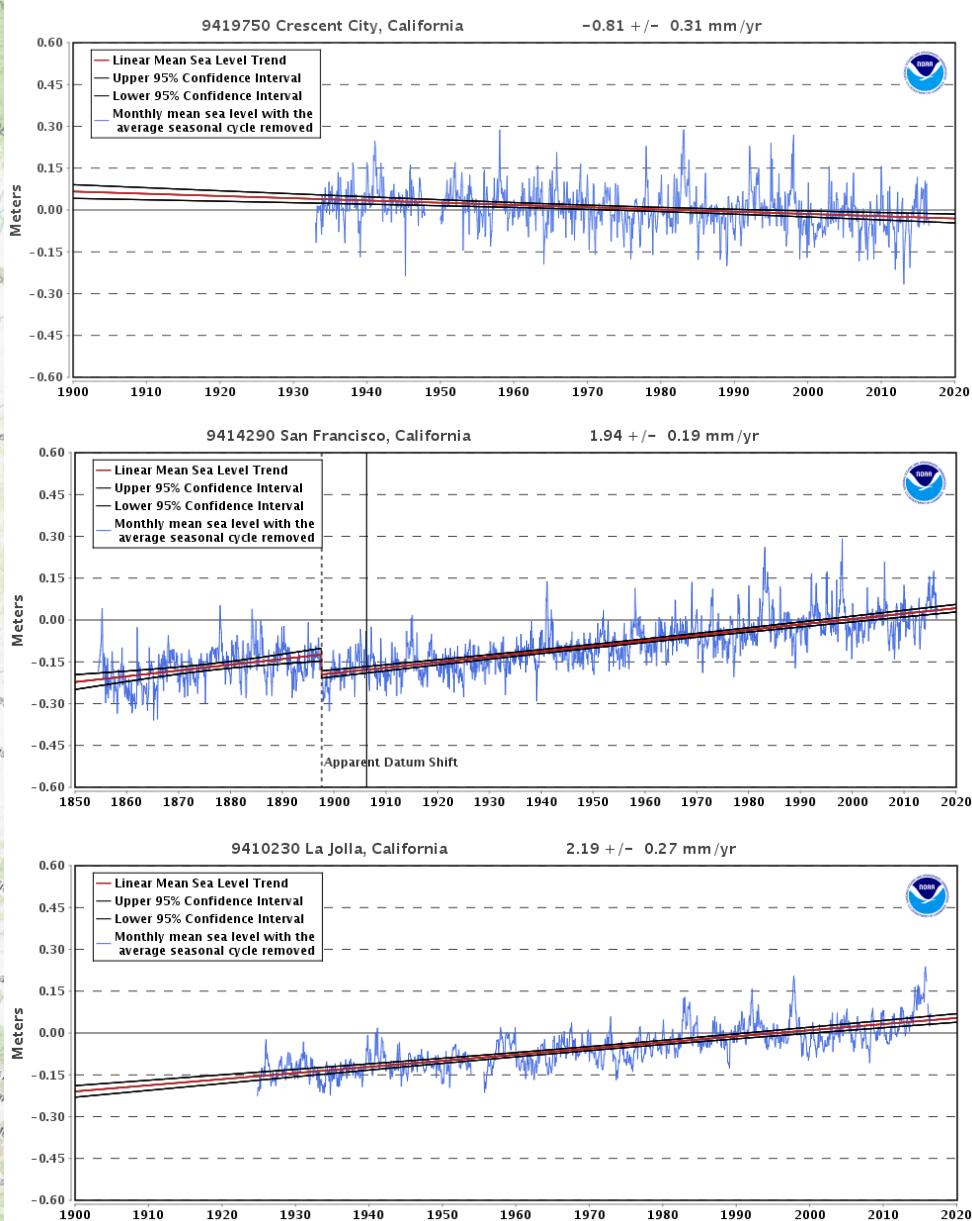 9419750 Crescent City, California −0.81 +/− 0.31 mm/yr
0.60
Linear Mean Sea Level Trend
Upper 95% Confidence Interval
Lower 95% Confidence Interval
Monthly mean sea level with the
average seasonal cycle removed
NOAA
0.45
0.30
0.15
0.00
−0.15
−0.30
−0.45
−0.60
Meters
1900 1910 1920 1930 1940 1950 1960 1970 1980 1990 2000 2010 2020
9414290 San Francisco, California 1.94 +/− 0.19 mm/yr
0.60
Linear Mean Sea Level Trend
Upper 95% Confidence Interval
Lower 95% Confidence Interval
Monthly mean sea level with the
average seasonal cycle removed
NOAA
0.45
0.30
0.15
0.00
−0.15
−0.30
−0.45
−0.60
Meters
Apparent Datum Shift
1850 1860 1870 1880 1890 1900 1910 1920 1930 1940 1950 1960 1970 1980 1990 2000 2010 2020
9410230 La Jolla, California 2.19 +/− 0.27 mm/yr
0.60
Linear Mean Sea Level Trend
Upper 95% Confidence Interval
Lower 95% Confidence Interval
Monthly mean sea level with the
average seasonal cycle removed
NOAA
0.45
0.30
0.15
0.00
−0.15
−0.30
−0.45
−0.60
Meters
1900 1910 1920 1930 1940 1950 1960 1970 1980 1990 2000 2010 2020